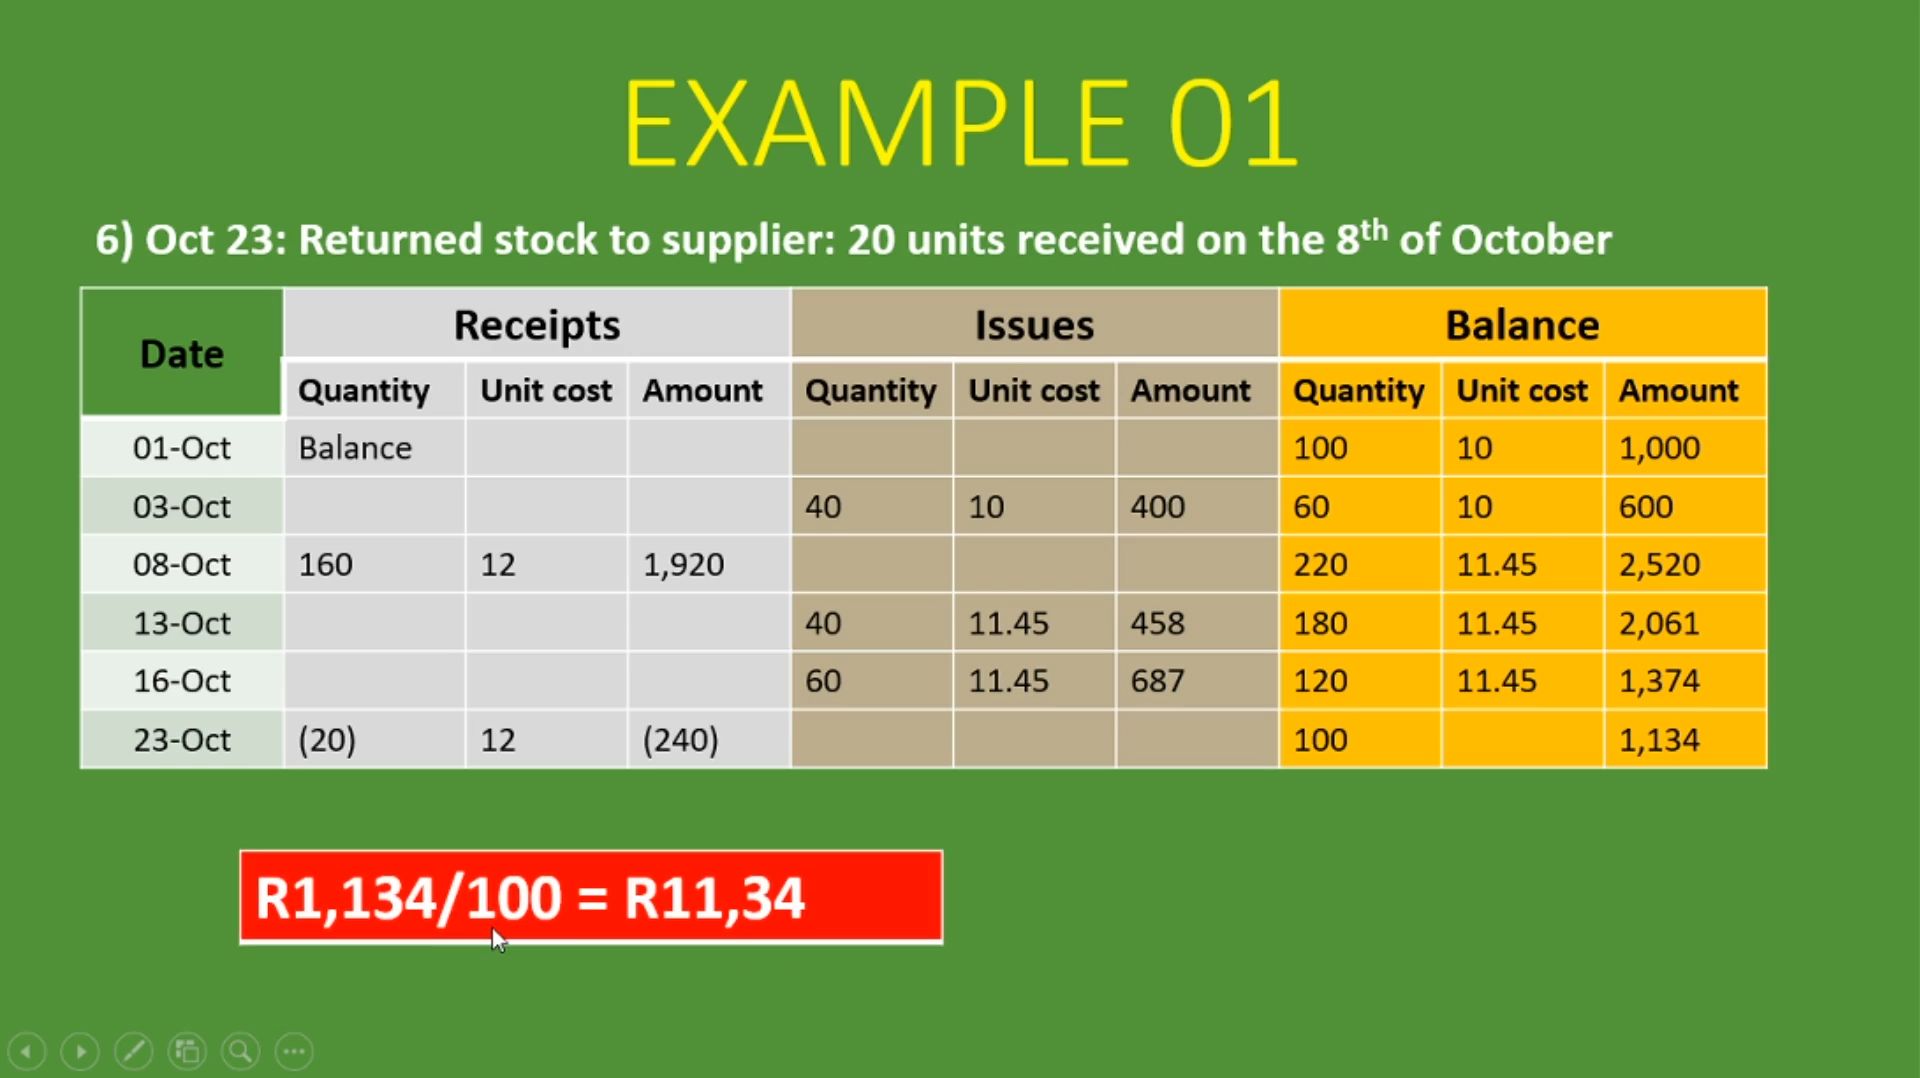 EXAMPLE 01
6) Oct 23: Returned stock to supplier: 20 units received on the 8th of October
Date Receipts Issues Balance
Quantity Unit cost Amount Quantity Unit cost Amount Quantity Unit cost Amount
01-Oct Balance 100 10 1,000
03-Oct 40 10 400 60 10 600
08-Oct 160 12 1,920 220 11.45 2,520
13-Oct 40 11.45 458 180 11.45 2,061
16-Oct 60 11.45 687 120 11.45 1,374
23-Oct (20) 12 (240) 100 1,134
R1,134/100 = R11,34